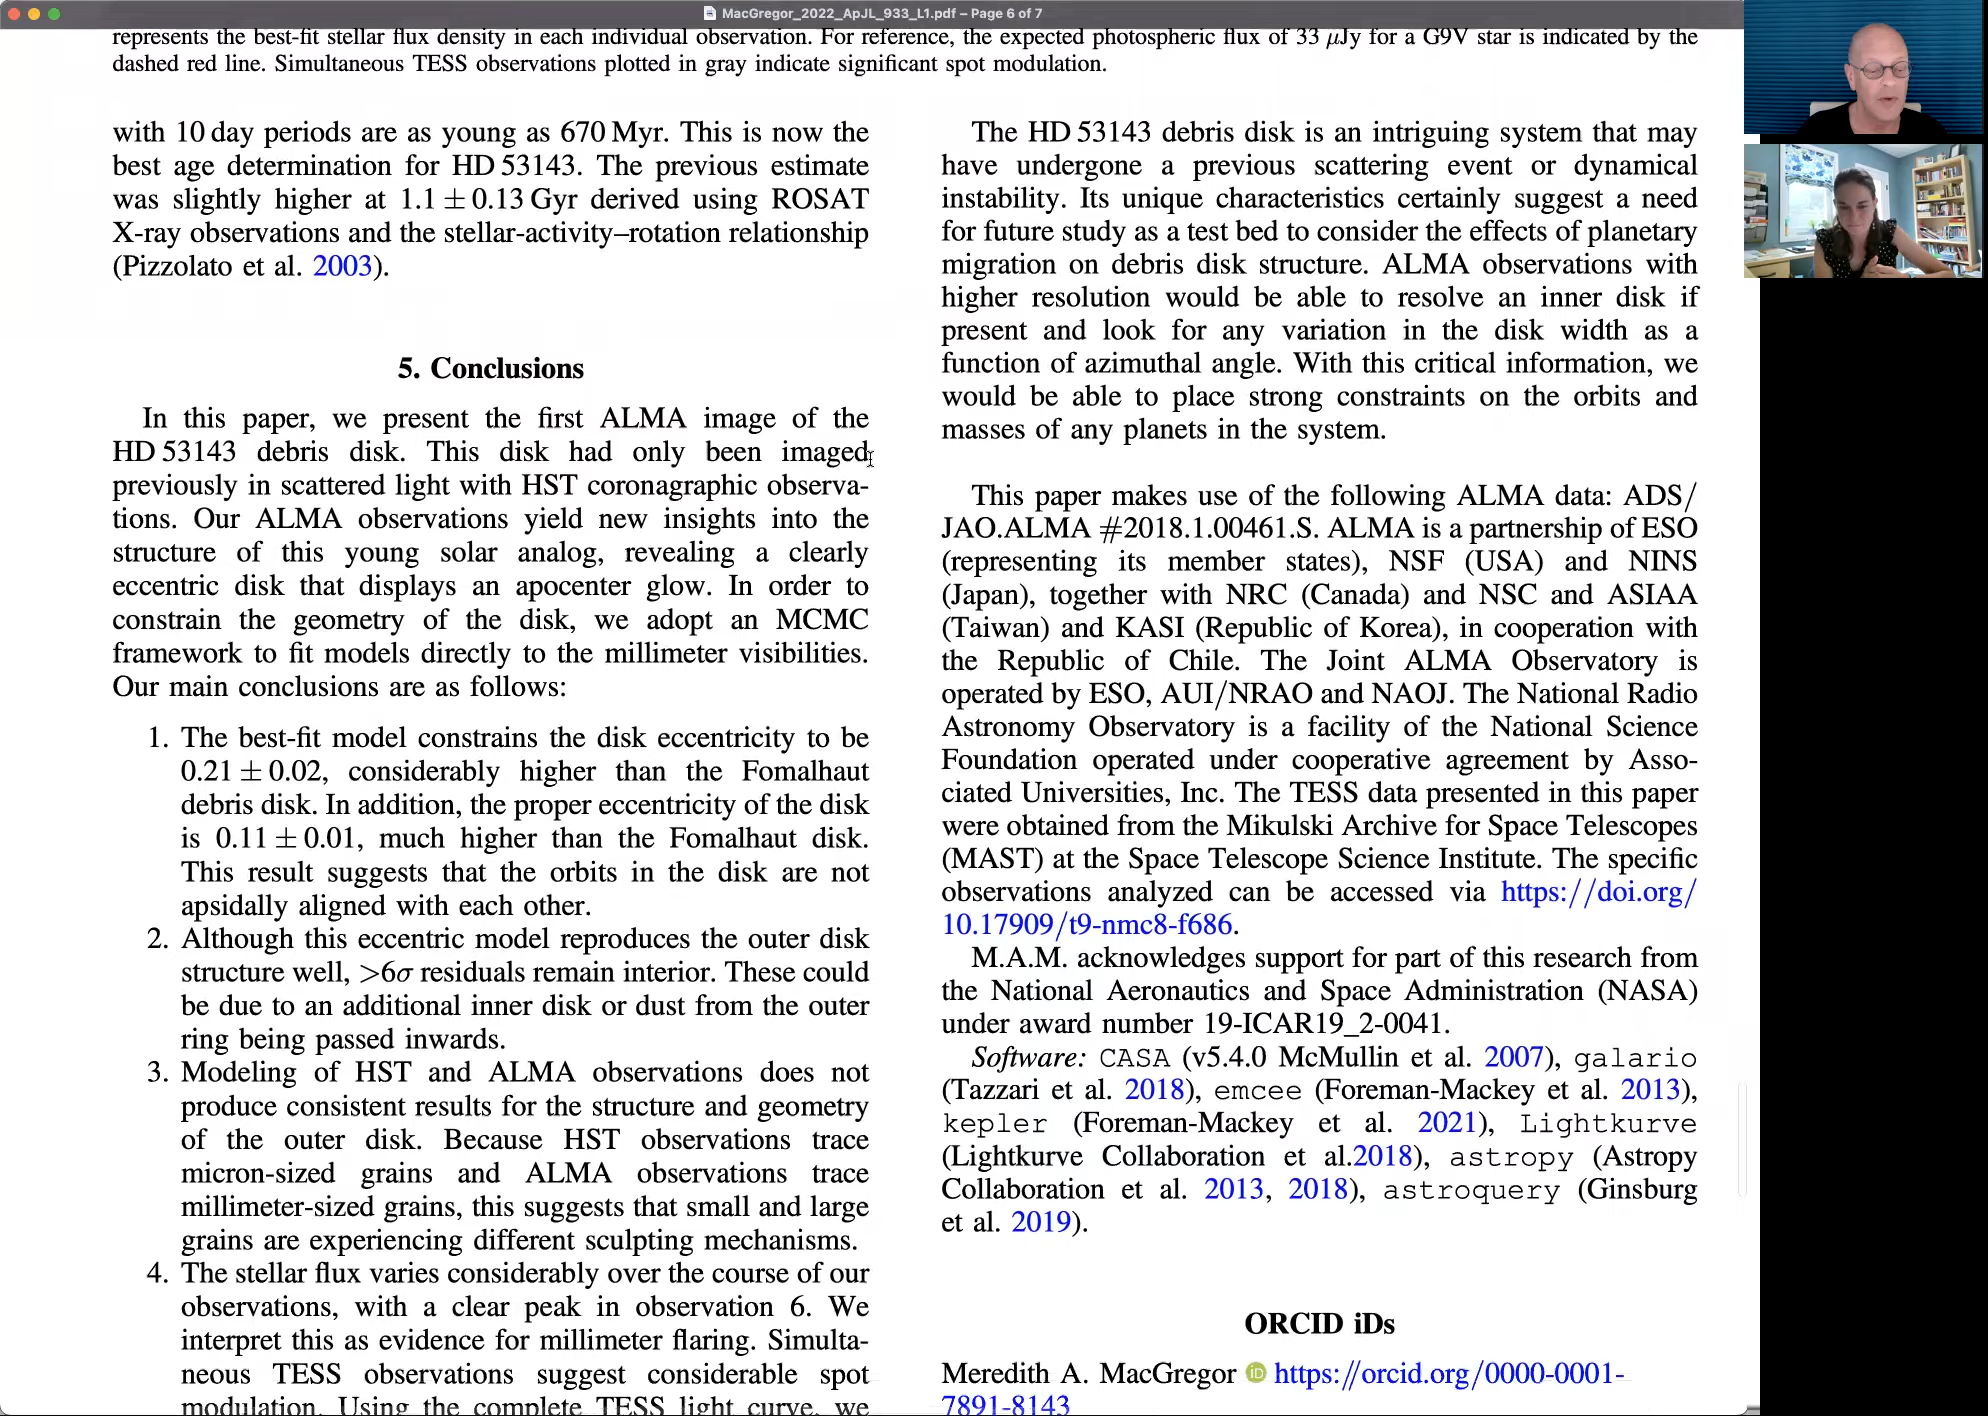 MacGregor_2022_ApJL_933_L1.pdf – Page 6 of 7
represents the best-fit stellar flux density in each individual observation. For reference, the expected photospheric flux of 33 μJy for a G9V star is indicated by the
dashed red line. Simultaneous TESS observations plotted in gray indicate significant spot modulation.
with 10 day periods are as young as 670 Myr. This is now the
best age determination for HD 53143. The previous estimate
was slightly higher at 1.1 ± 0.13 Gyr derived using ROSAT
X-ray observations and the stellar-activity–rotation relationship
(Pizzolato et al. 2003).
5. Conclusions
In this paper, we present the first ALMA image of the
HD 53143 debris disk. This disk had only been imaged
previously in scattered light with HST coronagraphic observa-
tions. Our ALMA observations yield new insights into the
structure of this young solar analog, revealing a clearly
eccentric disk that displays an apocenter glow. In order to
constrain the geometry of the disk, we adopt an MCMC
framework to fit models directly to the millimeter visibilities.
Our main conclusions are as follows:
1. The best-fit model constrains the disk eccentricity to be
0.21 ± 0.02, considerably higher than the Fomalhaut
debris disk. In addition, the proper eccentricity of the disk
is 0.11 ± 0.01, much higher than the Fomalhaut disk.
This result suggests that the orbits in the disk are not
apsidally aligned with each other.
2. Although this eccentric model reproduces the outer disk
structure well, >6σ residuals remain interior. These could
be due to an additional inner disk or dust from the outer
ring being passed inwards.
3. Modeling of HST and ALMA observations does not
produce consistent results for the structure and geometry
of the outer disk. Because HST observations trace
micron-sized grains and ALMA observations trace
millimeter-sized grains, this suggests that small and large
grains are experiencing different sculpting mechanisms.
4. The stellar flux varies considerably over the course of our
observations, with a clear peak in observation 6. We
interpret this as evidence for millimeter flaring. Simulta-
neous TESS observations suggest considerable spot
modulation. Using the complete TESS light curve, we
The HD 53143 debris disk is an intriguing system that may
have undergone a previous scattering event or dynamical
instability. Its unique characteristics certainly suggest a need
for future study as a test bed to consider the effects of planetary
migration on debris disk structure. ALMA observations with
higher resolution would be able to resolve an inner disk if
present and look for any variation in the disk width as a
function of azimuthal angle. With this critical information, we
would be able to place strong constraints on the orbits and
masses of any planets in the system.
This paper makes use of the following ALMA data: ADS/
JAO.ALMA #2018.1.00461.S. ALMA is a partnership of ESO
(representing its member states), NSF (USA) and NINS
(Japan), together with NRC (Canada) and NSC and ASIAA
(Taiwan) and KASI (Republic of Korea), in cooperation with
the Republic of Chile. The Joint ALMA Observatory is
operated by ESO, AUI/NRAO and NAOJ. The National Radio
Astronomy Observatory is a facility of the National Science
Foundation operated under cooperative agreement by Asso-
ciated Universities, Inc. The TESS data presented in this paper
were obtained from the Mikulski Archive for Space Telescopes
(MAST) at the Space Telescope Science Institute. The specific
observations analyzed can be accessed via https://doi.org/
10.17909/t9-nmc8-f686.
M.A.M. acknowledges support for part of this research from
the National Aeronautics and Space Administration (NASA)
under award number 19-ICAR19_2-0041.
Software: CASA (v5.4.0 McMullin et al. 2007), galario
(Tazzari et al. 2018), emcee (Foreman-Mackey et al. 2013),
kepler (Foreman-Mackey et al. 2021), Lightkurve
(Lightkurve Collaboration et al.2018), astropy (Astropy
Collaboration et al. 2013, 2018), astroquery (Ginsburg
et al. 2019).
ORCID iDs
Meredith A. MacGregor iD https://orcid.org/0000-0001-
7891-8143